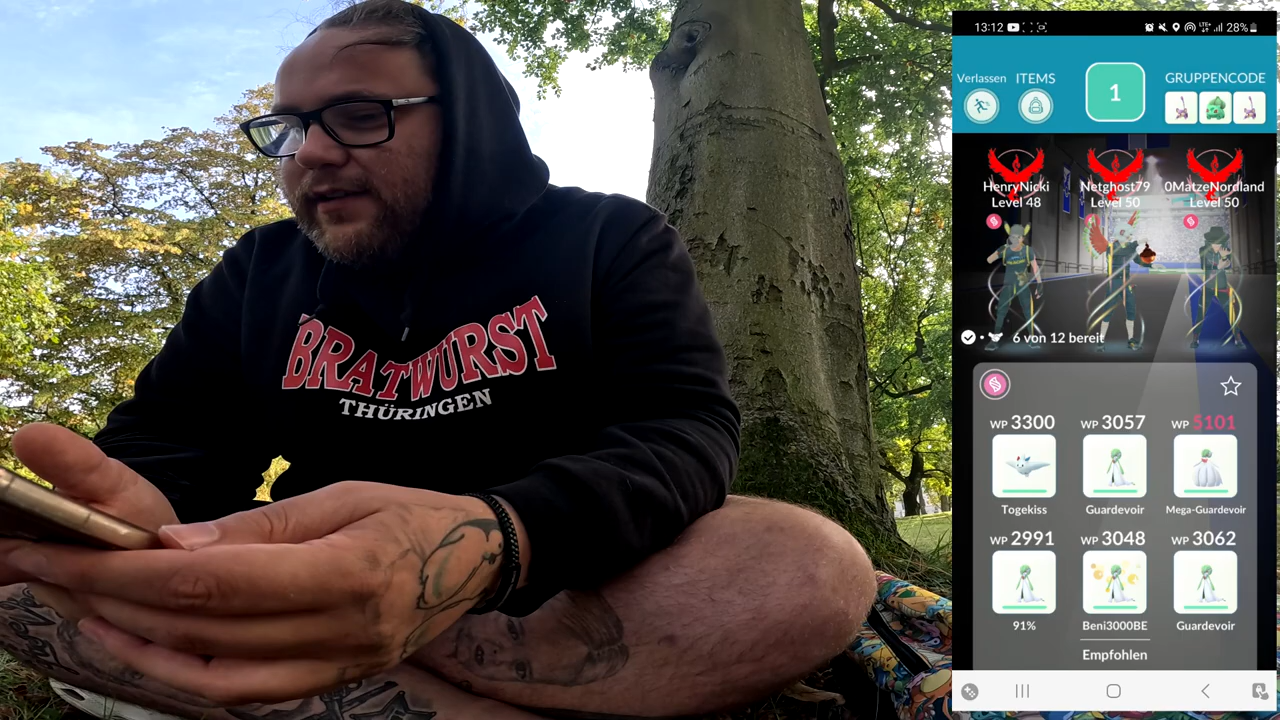 BRATWURST
THÜRINGEN
13:12
LTE+
28%
Verlassen
ITEMS
1
GRUPPENCODE
HenryNicki
Level 48
Netghost79
Level 50
0MatzeNordland
Level 50
6 von 12 bereit
WP 3300
WP 3057
WP 5101
Togekiss
Guardevoir
Mega-Guardevoir
WP 2991
WP 3048
WP 3062
91%
Beni3000BE
Guardevoir
Empfohlen